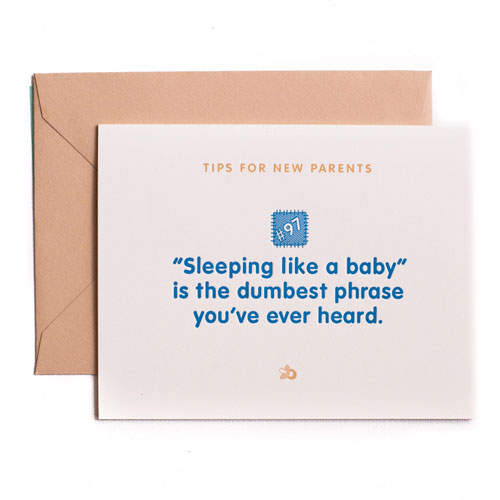 TIPS FOR NEW PARENTS
#97
"Sleeping like a baby"
is the dumbest phrase
you've ever heard.